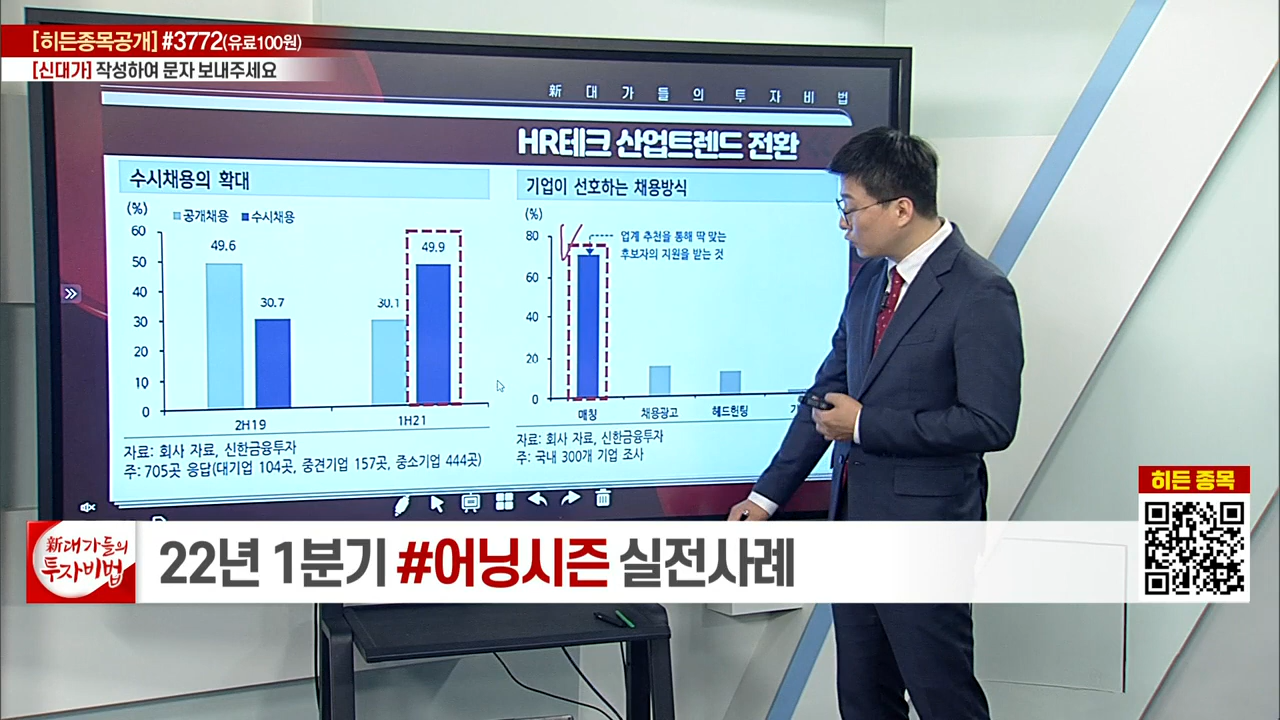 [히든종목공개] #3772(유료100원)
[신대가] 작성하여 문자 보내주세요
新대가들의 투자비법
HR테크 산업트렌드 전환
수시채용의 확대
(%)
공개채용 수시채용
60
50
40
30
20
10
0
49.6
30.7
30.1
49.9
2H19
1H21
자료: 회사 자료, 신한금융투자
주: 705곳 응답(대기업 104곳, 중견기업 157곳, 중소기업 444곳)
기업이 선호하는 채용방식
(%)
80
60
40
20
0
업계 추천을 통해 딱 맞는
후보자의 지원을 받는 것
매칭
채용광고
헤드헌팅
자료: 회사 자료, 신한금융투자
주: 국내 300개 기업 조사
히든 종목
新대가들의
투자비법
22년 1분기 #어닝시즌 실전사례